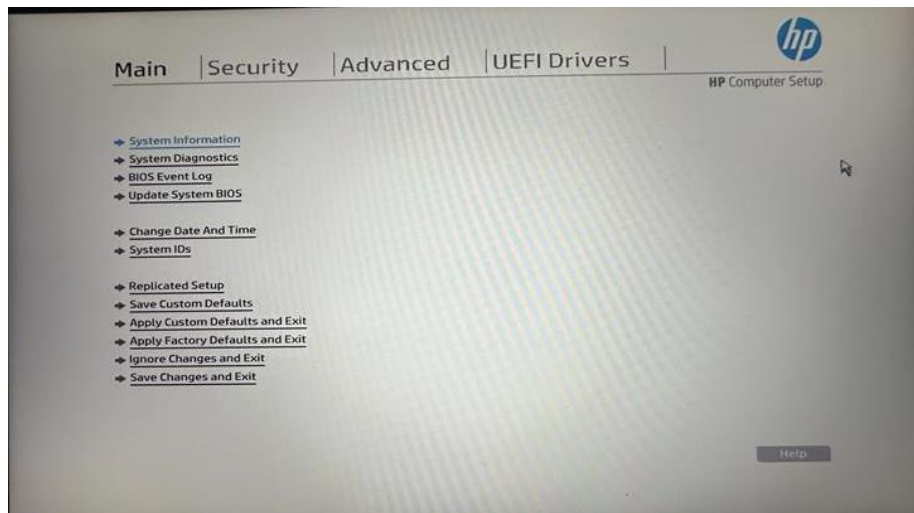 hp
Main Security Advanced UEFI Drivers
HP Computer Setup
System Information
System Diagnostics
BIOS Event Log
Update System BIOS
Change Date And Time
System IDs
Replicated Setup
Save Custom Defaults
Apply Custom Defaults and Exit
Apply Factory Defaults and Exit
Ignore Changes and Exit
Save Changes and Exit
Help